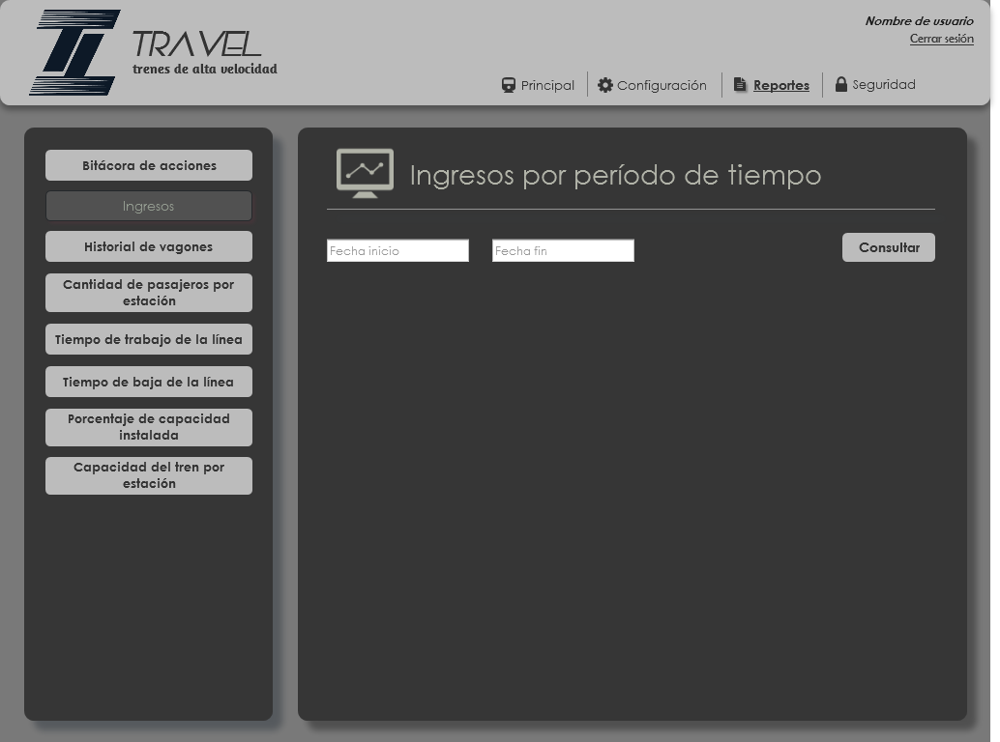 Nombre de usuario
Cerrar sesión
TRAVEL
trenes de alta velocidad
Principal
Configuración
Reportes
Seguridad
Bitácora de acciones
Ingresos
Historial de vagones
Cantidad de pasajeros por
estación
Tiempo de trabajo de la línea
Tiempo de baja de la línea
Porcentaje de capacidad
instalada
Capacidad del tren por
estación
Ingresos por período de tiempo
Fecha inicio
Fecha fin
Consultar